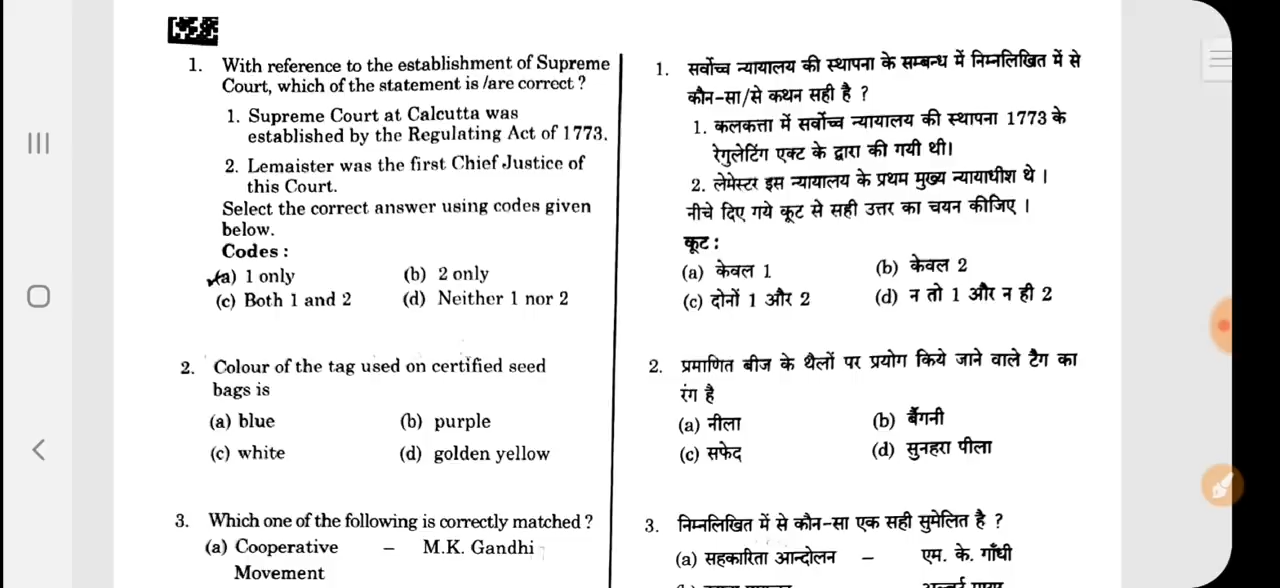 1. With reference to the establishment of Supreme
Court, which of the statement is /are correct ?
1. Supreme Court at Calcutta was
established by the Regulating Act of 1773.
2. Lemaister was the first Chief Justice of
this Court.
Select the correct answer using codes given
below.
Codes :
(a) 1 only (b) 2 only
(c) Both 1 and 2 (d) Neither 1 nor 2
2. Colour of the tag used on certified seed
bags is
(a) blue (b) purple
(c) white (d) golden yellow
3. Which one of the following is correctly matched ?
(a) Cooperative – M.K. Gandhi
Movement
1. सर्वोच्च न्यायालय की स्थापना के सम्बन्ध में निम्नलिखित में से
कौन-सा/से कथन सही है ?
1. कलकत्ता में सर्वोच्च न्यायालय की स्थापना 1773 के
रेगुलेटिंग एक्ट के द्वारा की गयी थी।
2. लेमेस्टर इस न्यायालय के प्रथम मुख्य न्यायाधीश थे ।
नीचे दिए गये कूट से सही उत्तर का चयन कीजिए ।
कूट :
(a) केवल 1 (b) केवल 2
(c) दोनों 1 और 2 (d) न तो 1 और न ही 2
2. प्रमाणित बीज के थैलों पर प्रयोग किये जाने वाले टैग का
रंग है
(a) नीला (b) बैंगनी
(c) सफेद (d) सुनहरा पीला
3. निम्नलिखित में से कौन-सा एक सही सुमेलित है ?
(a) सहकारिता आन्दोलन – एम. के. गाँधी